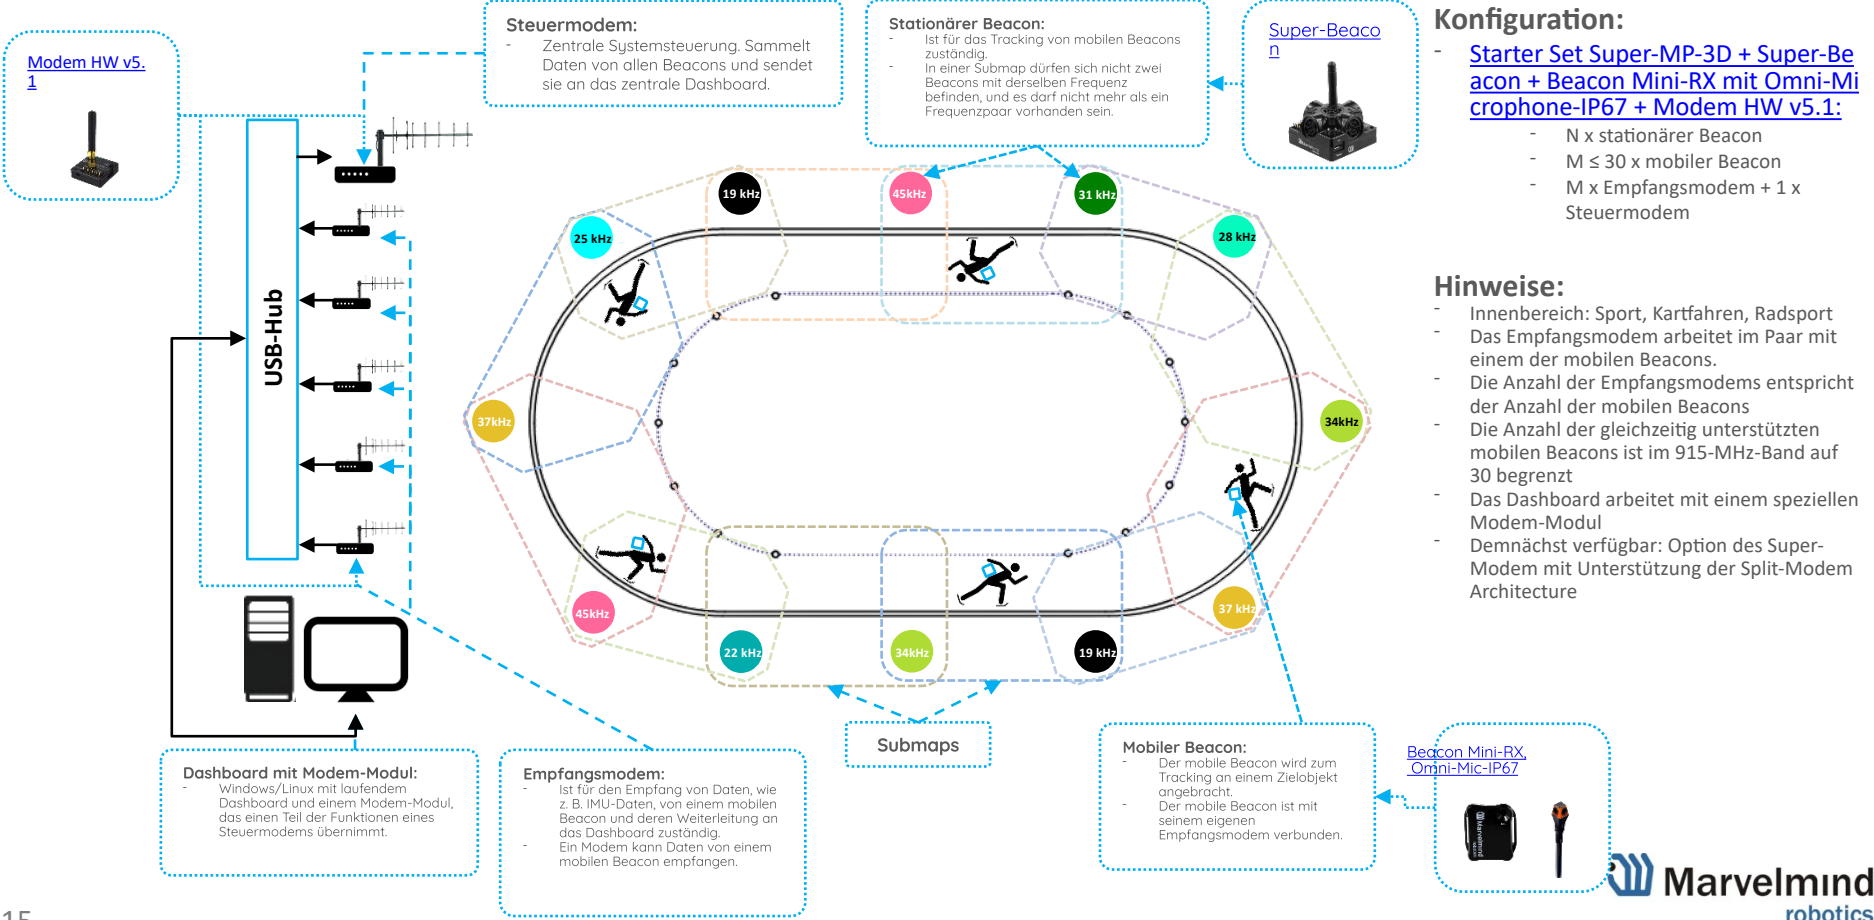 Modem HW v5.
1
Steuermodem:
- Zentrale Systemsteuerung. Sammelt
Daten von allen Beacons und sendet
sie an das zentrale Dashboard.
Stationärer Beacon:
- Ist für das Tracking von mobilen Beacons
zuständig.
- In einer Submap dürfen sich nicht zwei
Beacons mit derselben Frequenz
befinden, und es darf nicht mehr als ein
Frequenzpaar vorhanden sein.
Super-Beaco
n
Konfiguration:
- Starter Set Super-MP-3D + Super-Be
acon + Beacon Mini-RX mit Omni-Mi
crophone-IP67 + Modem HW v5.1:
- N x stationärer Beacon
- M ≤ 30 x mobiler Beacon
- M x Empfangsmodem + 1 x
Steuermodem
Hinweise:
- Innenbereich: Sport, Kartfahren, Radsport
- Das Empfangsmodem arbeitet im Paar mit
einem der mobilen Beacons.
- Die Anzahl der Empfangsmodems entspricht
der Anzahl der mobilen Beacons
- Die Anzahl der gleichzeitig unterstützten
mobilen Beacons ist im 915-MHz-Band auf
30 begrenzt
- Das Dashboard arbeitet mit einem speziellen
Modem-Modul
- Demnächst verfügbar: Option des Super-
Modem mit Unterstützung der Split-Modem
Architecture
USB-Hub
19 kHz
45kHz
31 kHz
25 kHz
28 kHz
37kHz
34kHz
45kHz
37 kHz
22 kHz
34kHz
19 kHz
Submaps
Dashboard mit Modem-Modul:
- Windows/Linux mit laufendem
Dashboard und einem Modem-Modul,
das einen Teil der Funktionen eines
Steuermodems übernimmt.
Empfangsmodem:
- Ist für den Empfang von Daten, wie
z. B. IMU-Daten, von einem mobilen
Beacon und deren Weiterleitung an
das Dashboard zuständig.
- Ein Modem kann Daten von einem
mobilen Beacon empfangen.
Mobiler Beacon:
- Der mobile Beacon wird zum
Tracking an einem Zielobjekt
angebracht.
- Der mobile Beacon ist mit
seinem eigenen
Empfangsmodem verbunden.
Beacon Mini-RX,
Omni-Mic-IP67
Marvelmind
Marvelmind
robotics
15